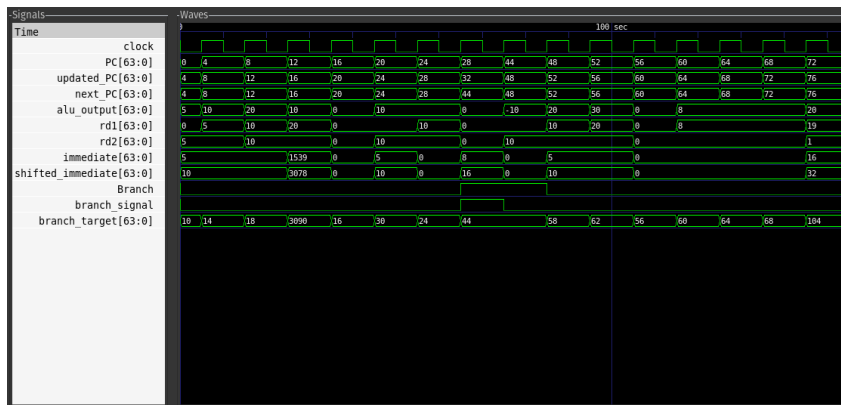 Signals Waves
Time 100 sec
clock
PC[63:0] 0 4 8 12 16 20 24 28 44 48 52 56 60 64 68 72
updated_PC[63:0] 4 8 12 16 20 24 28 32 48 52 56 60 64 68 72 76
next_PC[63:0] 4 8 12 16 20 24 28 44 48 52 56 60 64 68 72 76
alu_output[63:0] 5 10 20 10 0 10 0 -10 20 30 0 8 20
rd1[63:0] 0 5 10 20 0 10 0 10 20 0 8 19
rd2[63:0] 5 10 0 10 0 10 0 1
immediate[63:0] 5 1539 0 5 0 8 0 5 0 16
shifted_immediate[63:0] 10 3078 0 10 0 16 0 10 0 32
Branch
branch_signal
branch_target[63:0] 10 14 18 3090 16 30 24 44 58 62 56 60 64 68 104